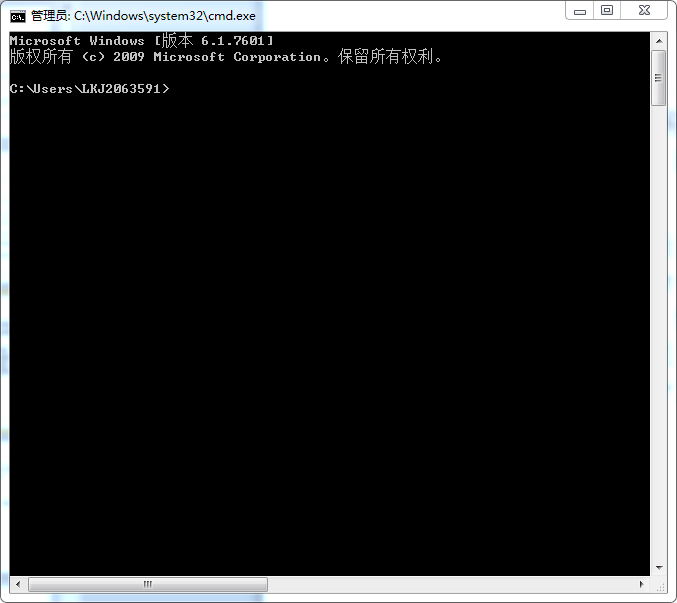 管理员: C:\Windows\system32\cmd.exe
Microsoft Windows [版本 6.1.7601]
版权所有 (c) 2009 Microsoft Corporation。保留所有权利。
C:\Users\LKJ2063591>